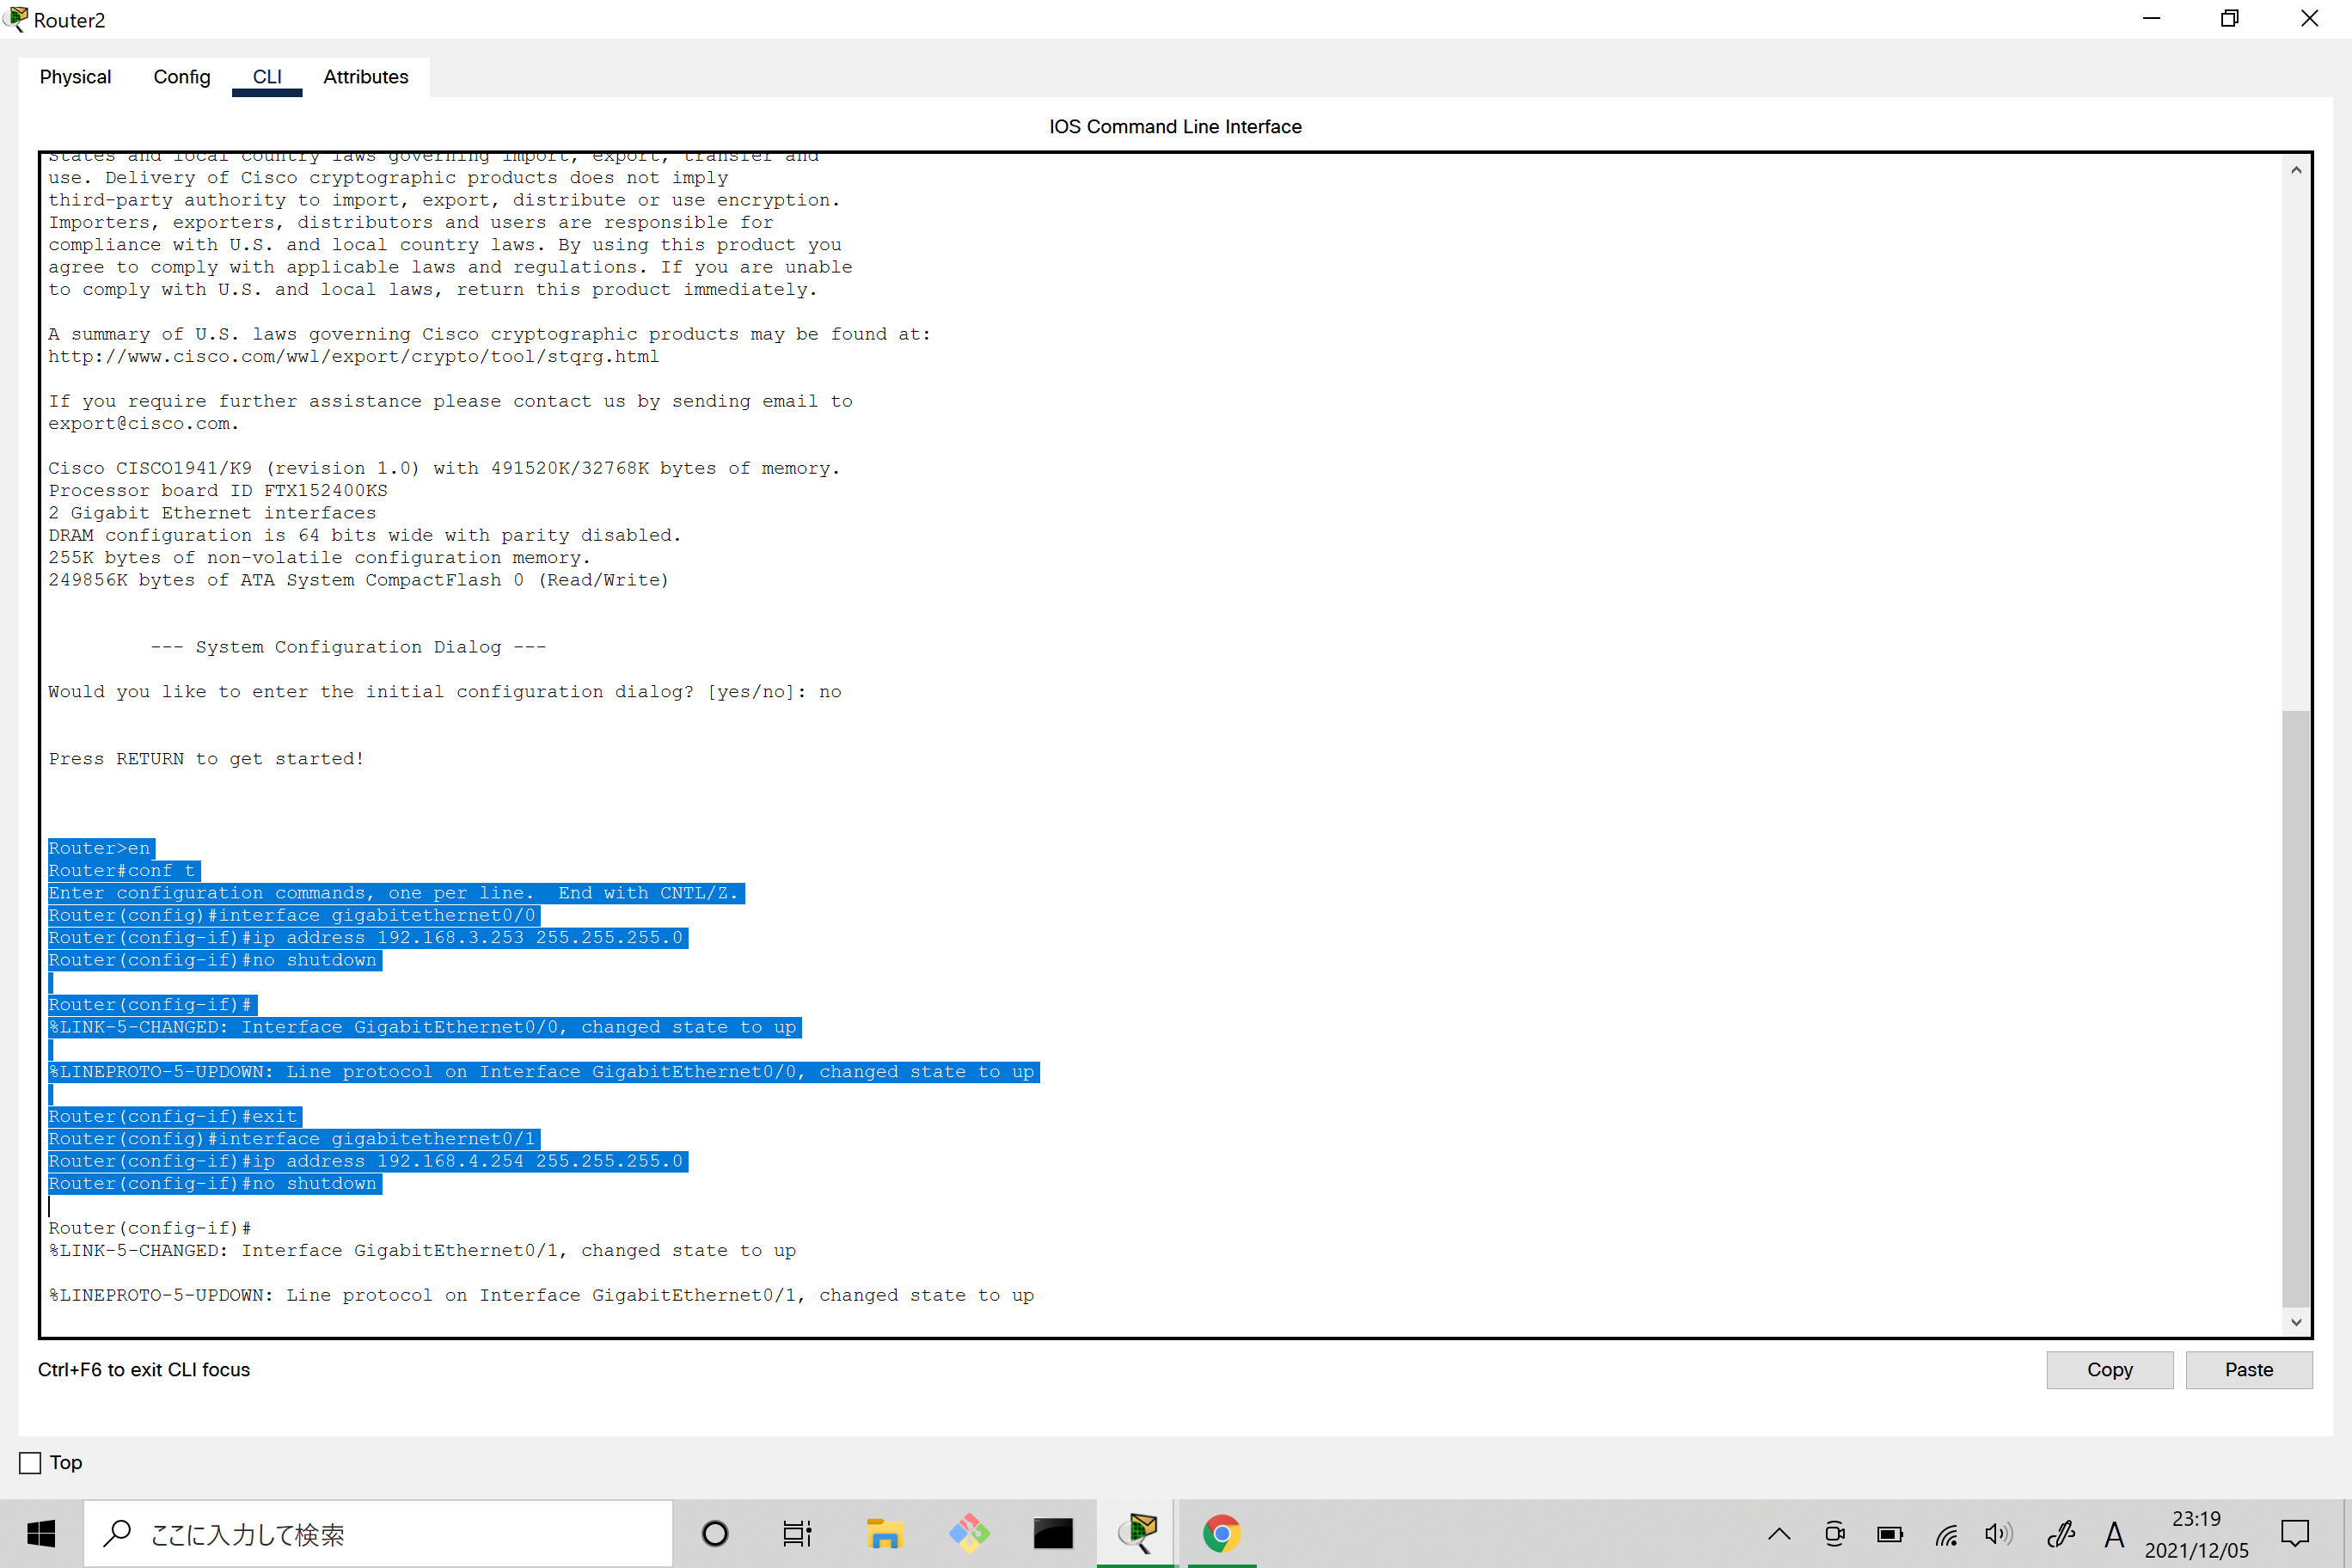 Router2
Physical Config CLI Attributes
IOS Command Line Interface
States and local country laws governing import, export, transfer and
use. Delivery of Cisco cryptographic products does not imply
third-party authority to import, export, distribute or use encryption.
Importers, exporters, distributors and users are responsible for
compliance with U.S. and local country laws. By using this product you
agree to comply with applicable laws and regulations. If you are unable
to comply with U.S. and local laws, return this product immediately.
A summary of U.S. laws governing Cisco cryptographic products may be found at:
http://www.cisco.com/wwl/export/crypto/tool/stqrg.html
If you require further assistance please contact us by sending email to
export@cisco.com.
Cisco CISCO1941/K9 (revision 1.0) with 491520K/32768K bytes of memory.
Processor board ID FTX152400KS
2 Gigabit Ethernet interfaces
DRAM configuration is 64 bits wide with parity disabled.
255K bytes of non-volatile configuration memory.
249856K bytes of ATA System CompactFlash 0 (Read/Write)
--- System Configuration Dialog ---
Would you like to enter the initial configuration dialog? [yes/no]: no
Press RETURN to get started!
Router>en
Router#conf t
Enter configuration commands, one per line.  End with CNTL/Z.
Router(config)#interface gigabitethernet0/0
Router(config-if)#ip address 192.168.3.253 255.255.255.0
Router(config-if)#no shutdown
Router(config-if)#
%LINK-5-CHANGED: Interface GigabitEthernet0/0, changed state to up
%LINEPROTO-5-UPDOWN: Line protocol on Interface GigabitEthernet0/0, changed state to up
Router(config-if)#exit
Router(config)#interface gigabitethernet0/1
Router(config-if)#ip address 192.168.4.254 255.255.255.0
Router(config-if)#no shutdown
Router(config-if)#
%LINK-5-CHANGED: Interface GigabitEthernet0/1, changed state to up
%LINEPROTO-5-UPDOWN: Line protocol on Interface GigabitEthernet0/1, changed state to up
Ctrl+F6 to exit CLI focus
Copy Paste
Top
ここに入力して検索
A
23:19
2021/12/05